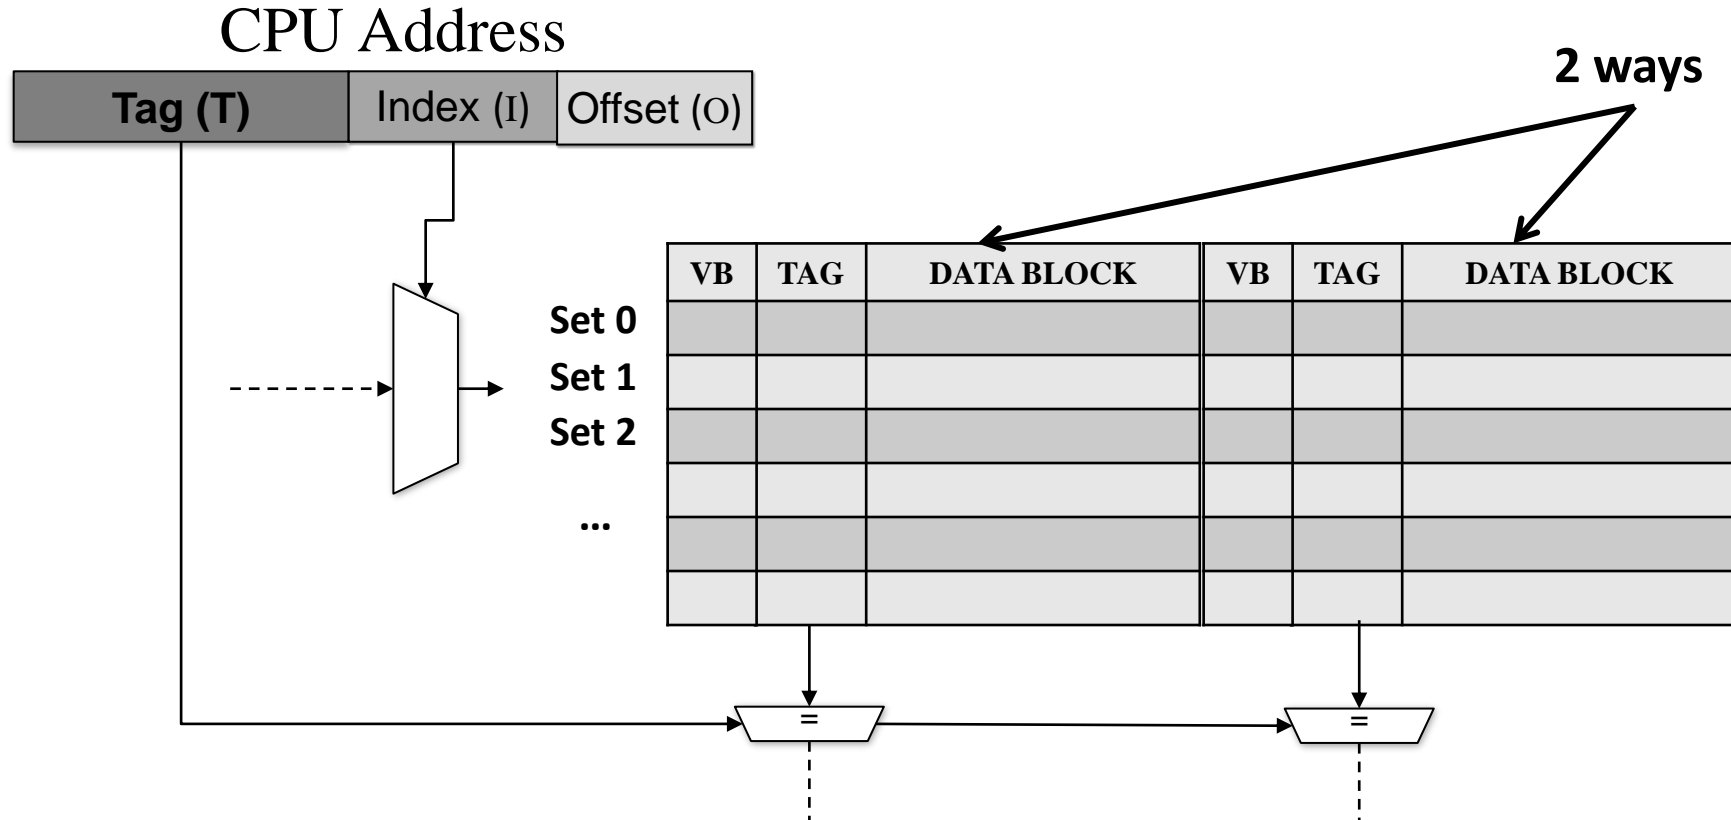 CPU Address
2 ways
Tag (T) Index (I) Offset (O)
VB TAG DATA BLOCK VB TAG DATA BLOCK
Set 0
Set 1
Set 2
...
= =